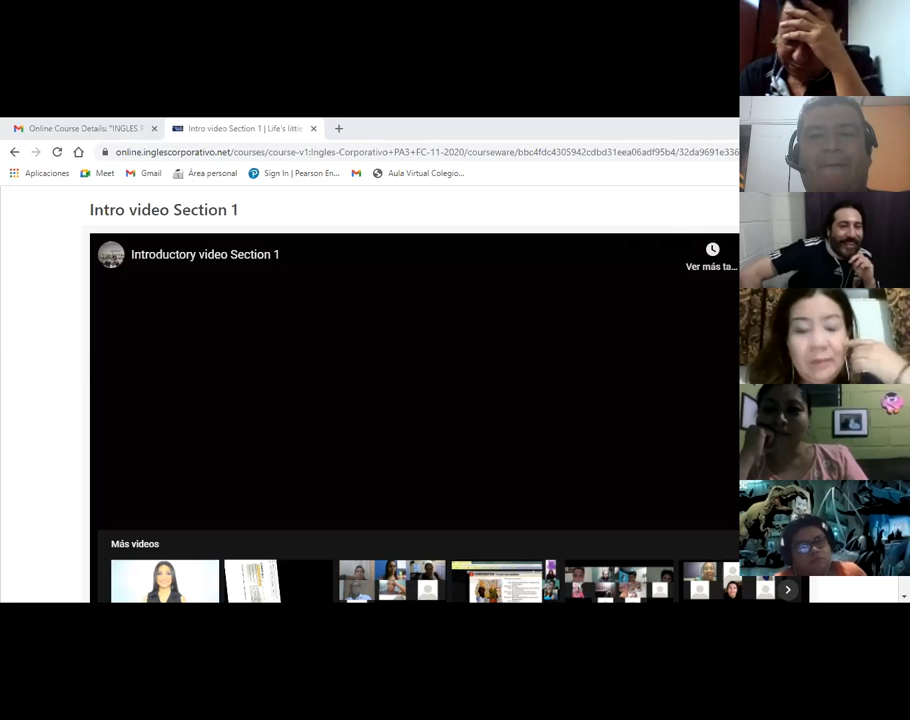 Online Course Details: "INGLES P
Intro video Section 1 | Life's little
online.inglescorporativo.net/courses/course-v1:Ingles-Corporativo+PA3+FC-11-2020/courseware/bbc4fdc4305942cdbd31eea06adf95b4/32da9691e336
Aplicaciones
Meet
Gmail
Área personal
Sign In | Pearson En...
Aula Virtual Colegio...
Intro video Section 1
Introductory video Section 1
Ver más ta...
Más videos